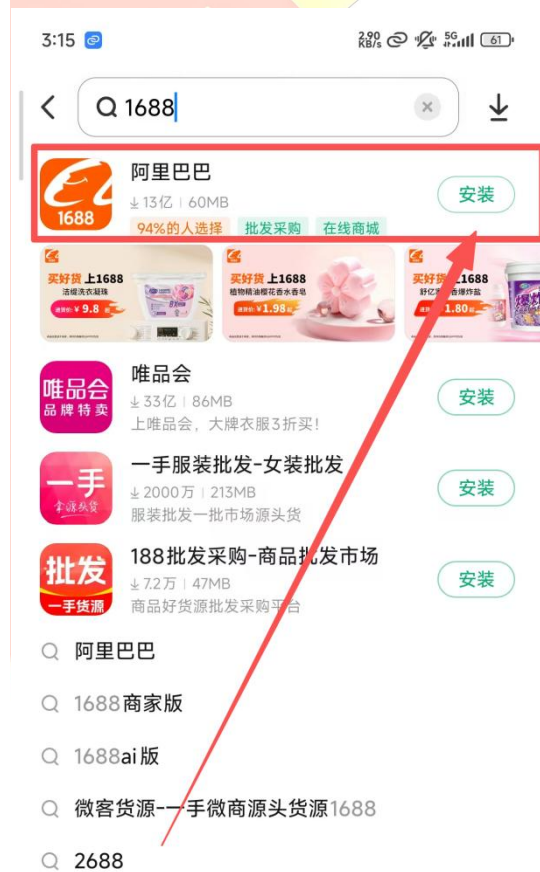 3:15
2.90 KB/s 5G 61
1688
阿里巴巴
13亿 | 60MB
安装
1688
94%的人选择 批发采购 在线商城
买好货 上1688
洁缇洗衣凝珠
¥9.8
买好货 上1688
植物精油樱花香水香皂
¥1.98
买好货 上1688
1.80
唯品会
33亿 | 86MB
上唯品会，大牌衣服3折买！
安装
唯品会
品牌特卖
一手服装批发-女装批发
2000万 | 213MB
服装批发一批市场源头货
安装
一手
拿源头货
188批发采购-商品批发市场
7.2万 | 47MB
商品好货源批发采购平台
安装
批发
一手货源
阿里巴巴
1688商家版
1688ai版
微客货源-一手微商源头货源1688
2688